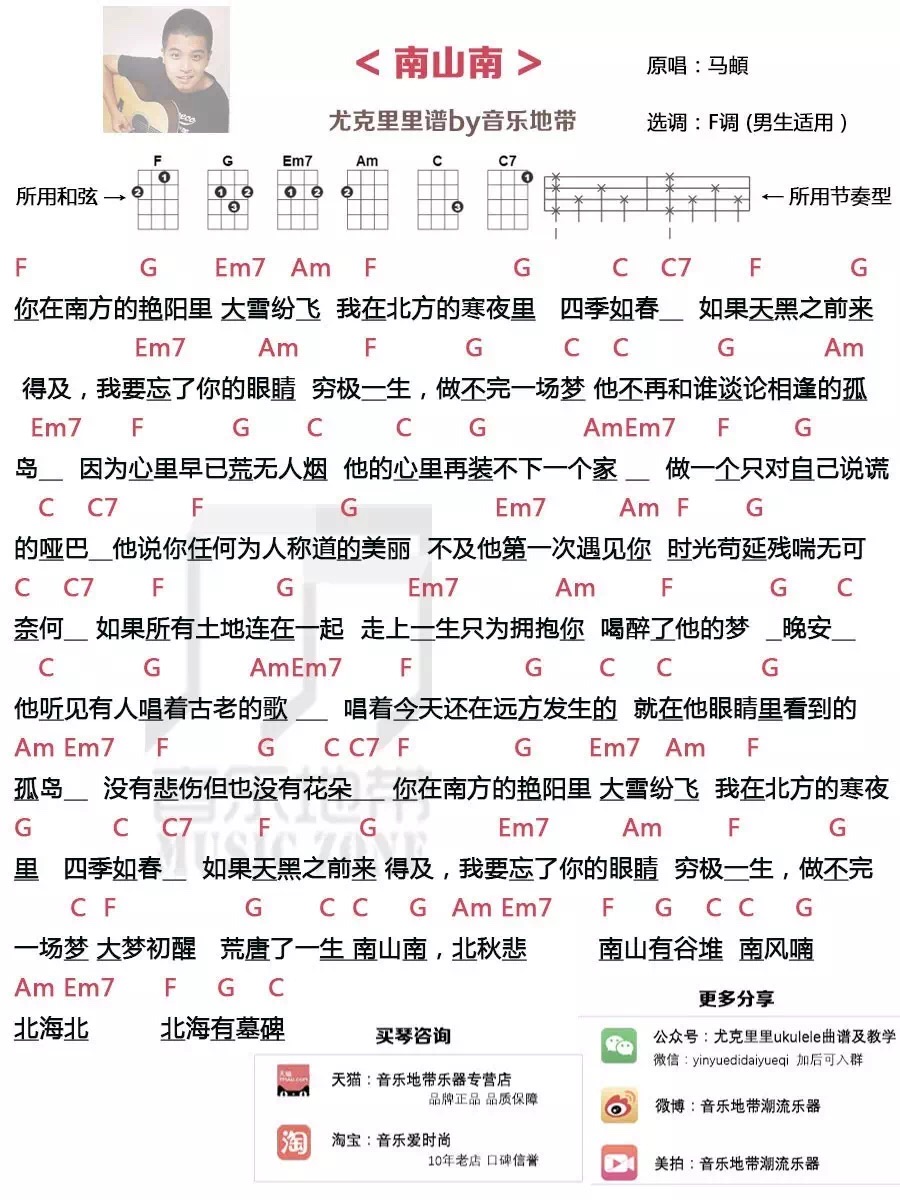 < 南山南 >
原唱：马頔
尤克里里谱by音乐地带
选调：F调 (男生适用 )
F G Em7 Am C C7
所用和弦 → ← 所用节奏型
F G Em7 Am F G C C7 F G
你在南方的艳阳里 大雪纷飞 我在北方的寒夜里 四季如春_ 如果天黑之前来
Em7 Am F G C C G Am
得及，我要忘了你的眼睛 穷极一生，做不完一场梦 他不再和谁谈论相逢的孤
Em7 F G C C G AmEm7 F G
岛_ 因为心里早已荒无人烟 他的心里再装不下一个家 _ 做一个只对自己说谎
C C7 F G Em7 Am F G
的哑巴_他说你任何为人称道的美丽 不及他第一次遇见你 时光苟延残喘无可
C C7 F G Em7 Am F G C
奈何_ 如果所有土地连在一起 走上一生只为拥抱你 喝醉了他的梦 _晚安_
C G AmEm7 F G C C G
他听见有人唱着古老的歌 __ 唱着今天还在远方发生的 就在他眼睛里看到的
Am Em7 F G C C7 F G Em7 Am F
孤岛_ 没有悲伤但也没有花朵 你在南方的艳阳里 大雪纷飞 我在北方的寒夜
G C C7 F G Em7 Am F G
里 四季如春_ 如果天黑之前来 得及，我要忘了你的眼睛 穷极一生，做不完
C F G C C G Am Em7 F G C C G
一场梦 大梦初醒 荒唐了一生 南山南，北秋悲 南山有谷堆 南风喃
Am Em7 F G C
北海北 北海有墓碑
音乐地带
MUSIC ZONE
买琴咨询
天猫
TMALL.COM
天猫：音乐地带乐器专营店
品牌正品 品质保障
淘
淘宝：音乐爱时尚
10年老店 口碑信誉
更多分享
公众号：尤克里里ukulele曲谱及教学
微信：yinyuedidaiyueqi 加后可入群
微博：音乐地带潮流乐器
美拍：音乐地带潮流乐器